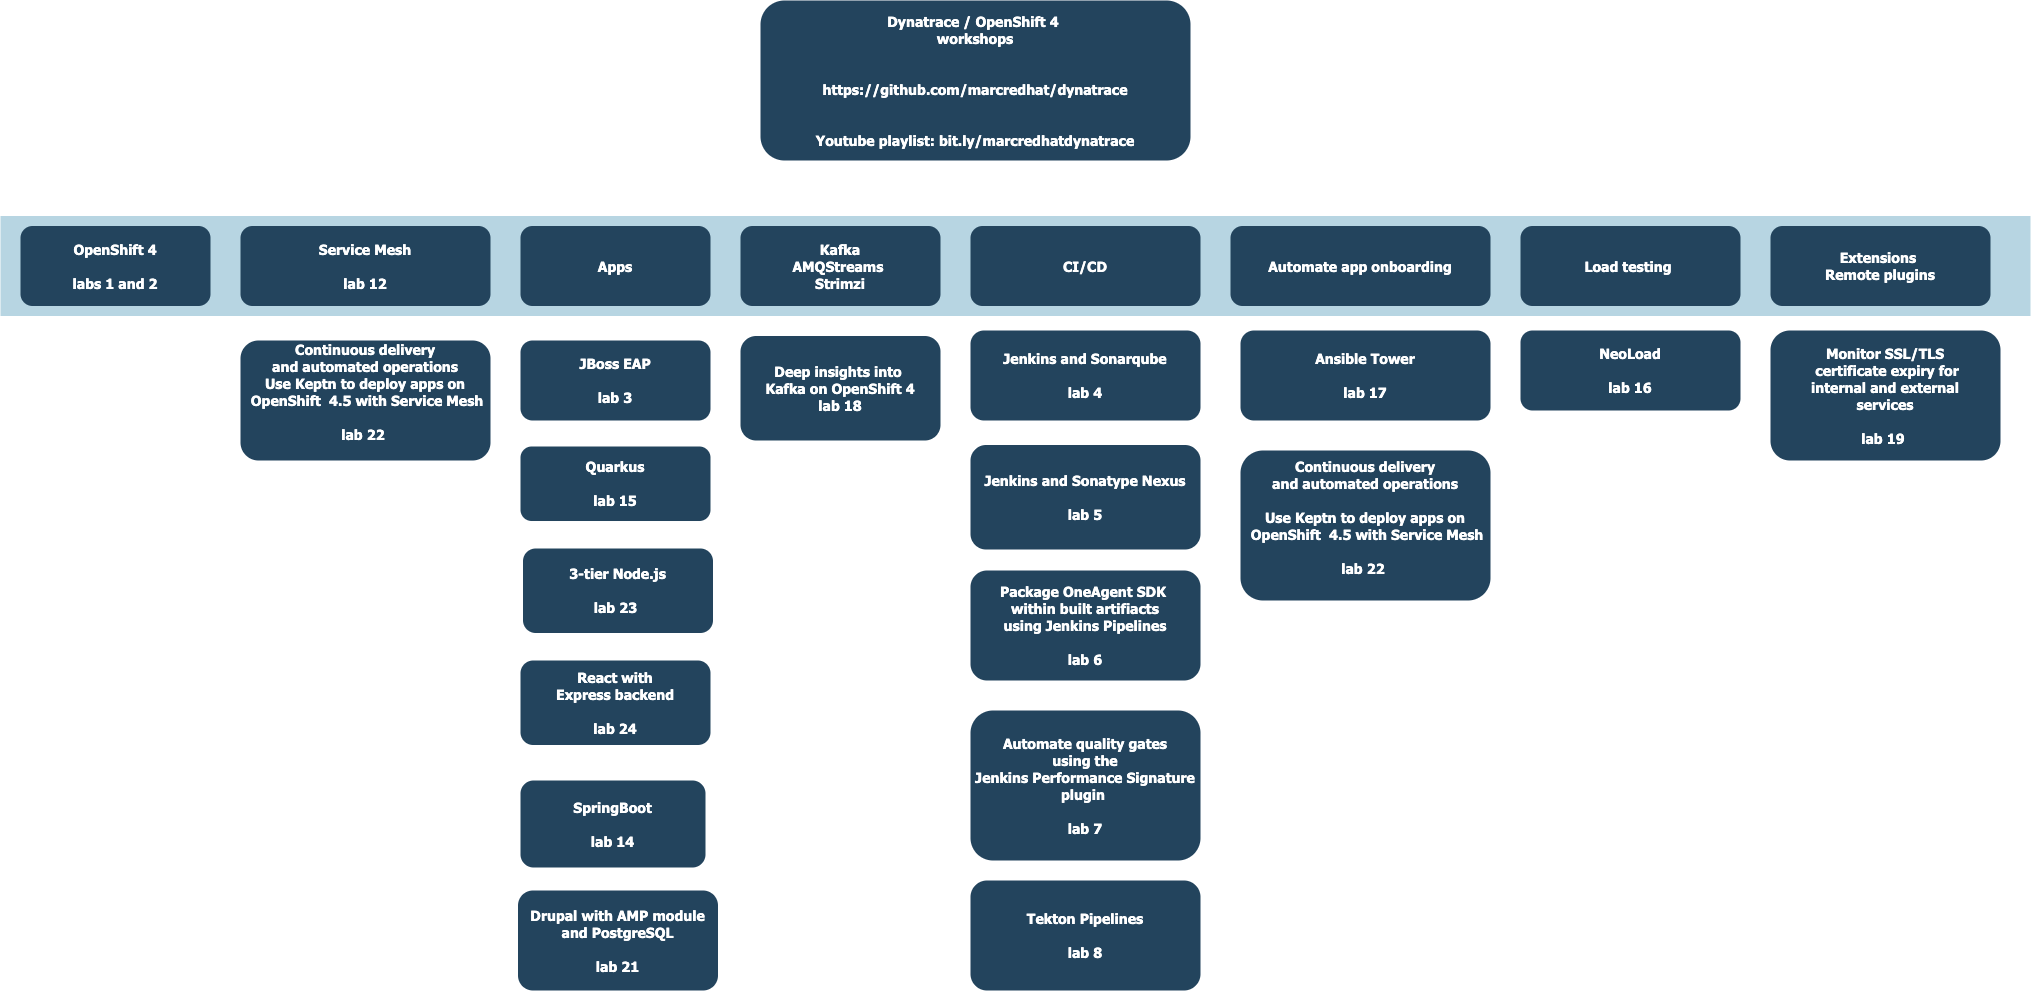 Dynatrace / OpenShift 4
workshops
https://github.com/marcredhat/dynatrace
Youtube playlist: bit.ly/marcredhatdynatrace
OpenShift 4
labs 1 and 2
Service Mesh
lab 12
Apps
Kafka
AMQStreams
Strimzi
CI/CD
Automate app onboarding
Load testing
Extensions
Remote plugins
Continuous delivery
and automated operations
Use Keptn to deploy apps on
OpenShift  4.5 with Service Mesh
lab 22
JBoss EAP
lab 3
Quarkus
lab 15
3-tier Node.js
lab 23
React with
Express backend
lab 24
SpringBoot
lab 14
Drupal with AMP module
and PostgreSQL
lab 21
Deep insights into
Kafka on OpenShift 4
lab 18
Jenkins and Sonarqube
lab 4
Jenkins and Sonatype Nexus
lab 5
Package OneAgent SDK
within built artifiacts
using Jenkins Pipelines
lab 6
Automate quality gates
using the
Jenkins Performance Signature
plugin
lab 7
Tekton Pipelines
lab 8
Ansible Tower
lab 17
Continuous delivery
and automated operations
Use Keptn to deploy apps on
OpenShift  4.5 with Service Mesh
lab 22
NeoLoad
lab 16
Monitor SSL/TLS
certificate expiry for
internal and external
services
lab 19